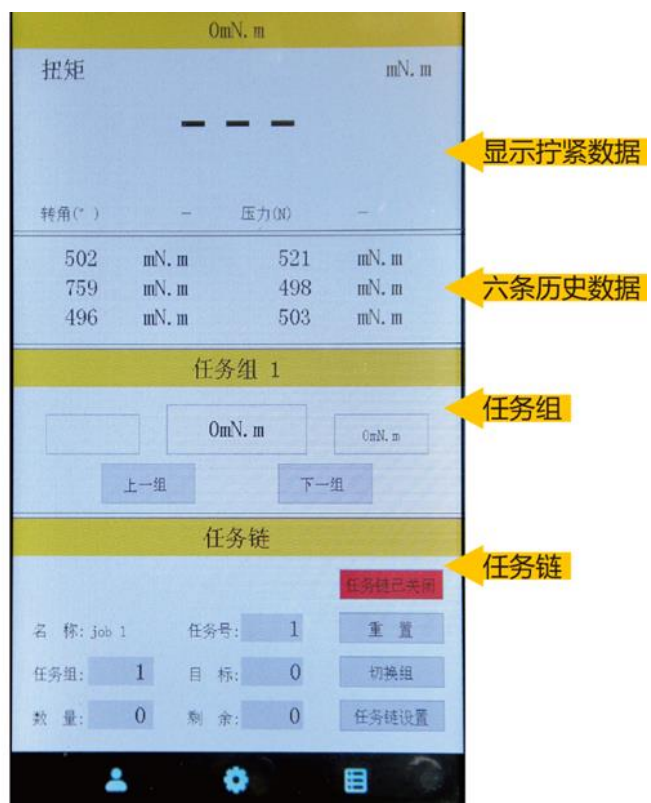 0mN. m
扭矩 mN. m
— — —
显示拧紧数据
转角(°) — 压力(N) —
502 mN. m 521 mN. m
759 mN. m 498 mN. m
496 mN. m 503 mN. m
六条历史数据
任务组 1
任务组
0mN. m 0mN. m
上一组 下一组
任务链
任务链
任务链已关闭
名 称: job 1 任务号: 1 重 置
任务组: 1 目 标: 0 切换组
数 量: 0 剩 余: 0 任务链设置